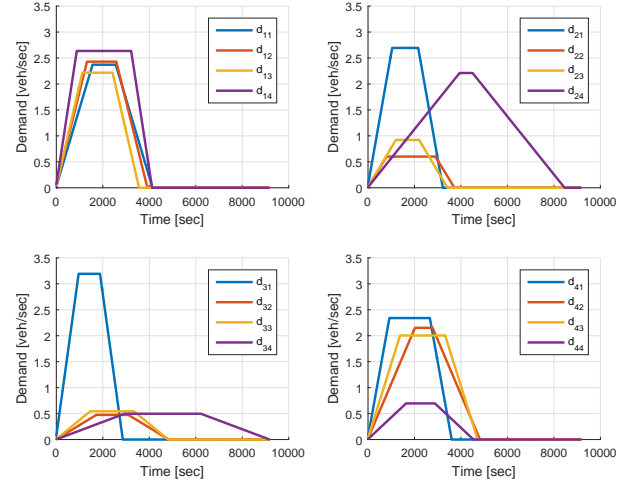 3.5
3
2.5
2
1.5
1
0.5
0
Demand [veh/sec]
0 2000 4000 6000 8000 10000
Time [sec]
d11
d12
d13
d14
3.5
3
2.5
2
1.5
1
0.5
0
Demand [veh/sec]
0 2000 4000 6000 8000 10000
Time [sec]
d21
d22
d23
d24
3.5
3
2.5
2
1.5
1
0.5
0
Demand [veh/sec]
0 2000 4000 6000 8000 10000
Time [sec]
d31
d32
d33
d34
3.5
3
2.5
2
1.5
1
0.5
0
Demand [veh/sec]
0 2000 4000 6000 8000 10000
Time [sec]
d41
d42
d43
d44